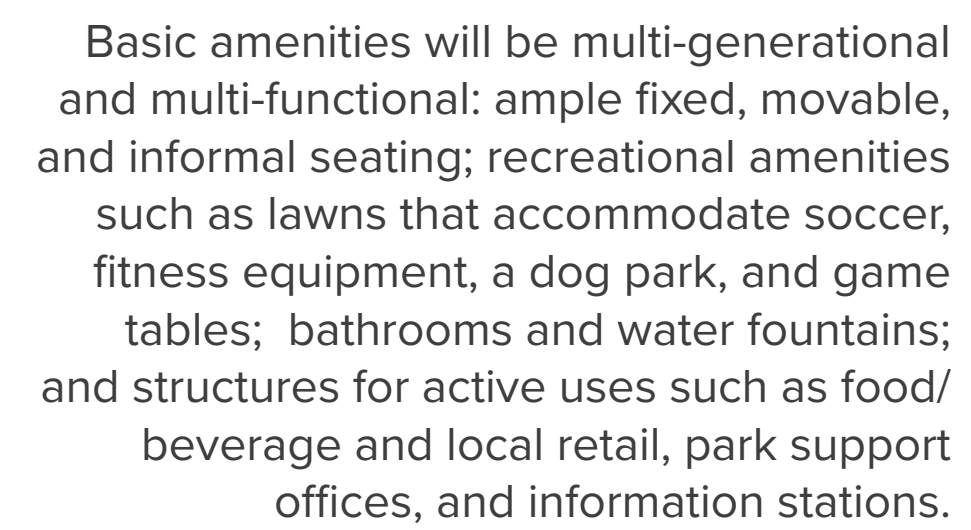 Basic amenities will be multi-generational
and multi-functional: ample fixed, movable,
and informal seating; recreational amenities
such as lawns that accommodate soccer,
fitness equipment, a dog park, and game
tables;  bathrooms and water fountains;
and structures for active uses such as food/
beverage and local retail, park support
offices, and information stations.